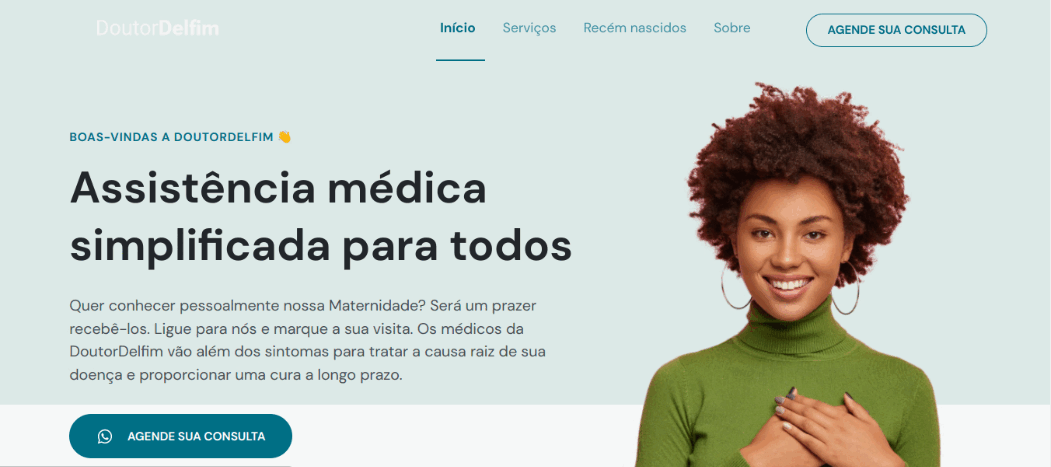 DoutorDelfim
Início
Serviços
Recém nascidos
Sobre
AGENDE SUA CONSULTA
BOAS-VINDAS A DOUTORDELFIM 👋
Assistência médica
simplificada para todos
Quer conhecer pessoalmente nossa Maternidade? Será um prazer
recebê-los. Ligue para nós e marque a sua visita. Os médicos da
DoutorDelfim vão além dos sintomas para tratar a causa raiz de sua
doença e proporcionar uma cura a longo prazo.
AGENDE SUA CONSULTA